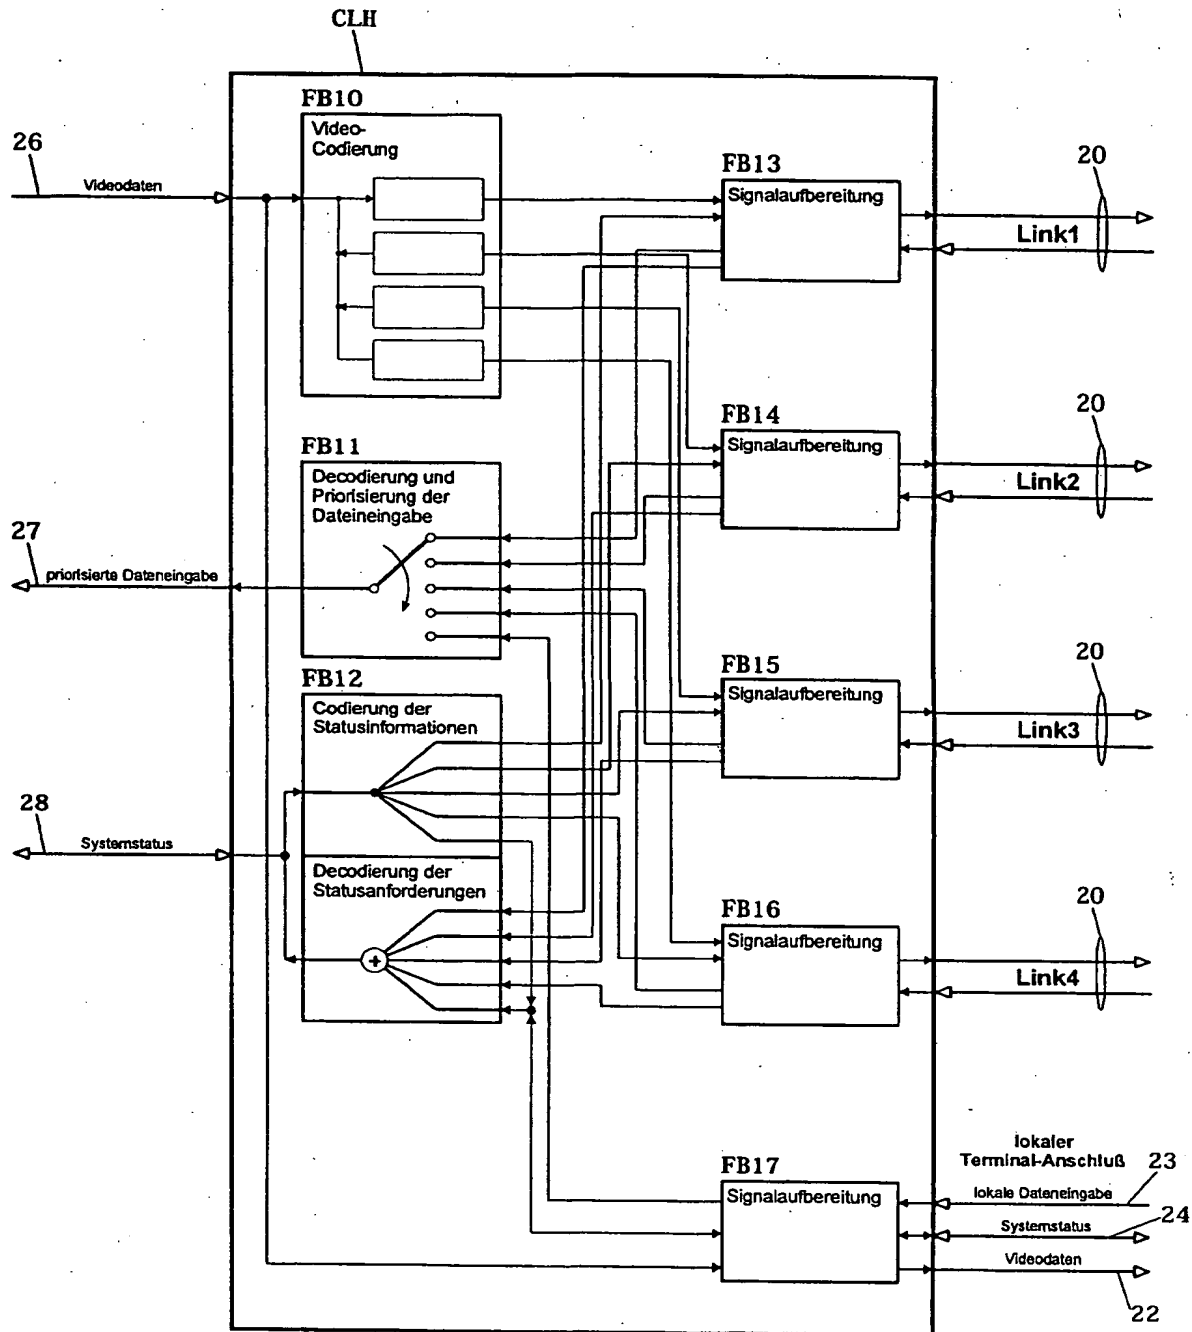 CLH
FB10
Video-
Codierung
26
Videodaten
FB13
Signalaufbereitung
20
Link1
FB14
Signalaufbereitung
20
Link2
FB11
Decodierung und
Priorisierung der
Dateineingabe
27
priorisierte Dateneingabe
FB15
Signalaufbereitung
20
Link3
FB12
Codierung der
Statusinformationen
28
Systemstatus
Decodierung der
Statusanforderungen
+
FB16
Signalaufbereitung
20
Link4
lokaler
Terminal-Anschluß
FB17
Signalaufbereitung
23
lokale Dateneingabe
24
Systemstatus
Videodaten
22